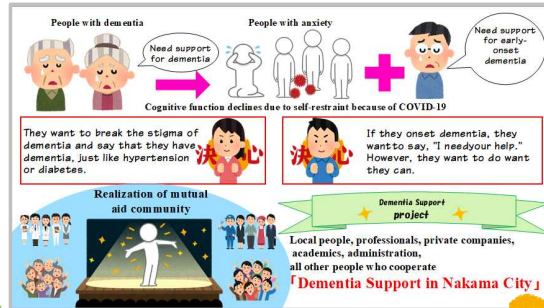 People with dementia
People with anxiety
Need support
for dementia
Need support
for early-
onset
dementia
Cognitive function declines due to self-restraint because of COVID-19
They want to break the stigma of
dementia and say that they have
dementia, just like hypertension
or diabetes.
決心
決心
If they onset dementia, they
want to say, "I need your help."
However, they want to do want
they can.
Realization of mutual
aid community
Dementia Support
project
Local people, professionals, private companies,
academics, administration,
all other people who cooperate
「Dementia Support in Nakama City」